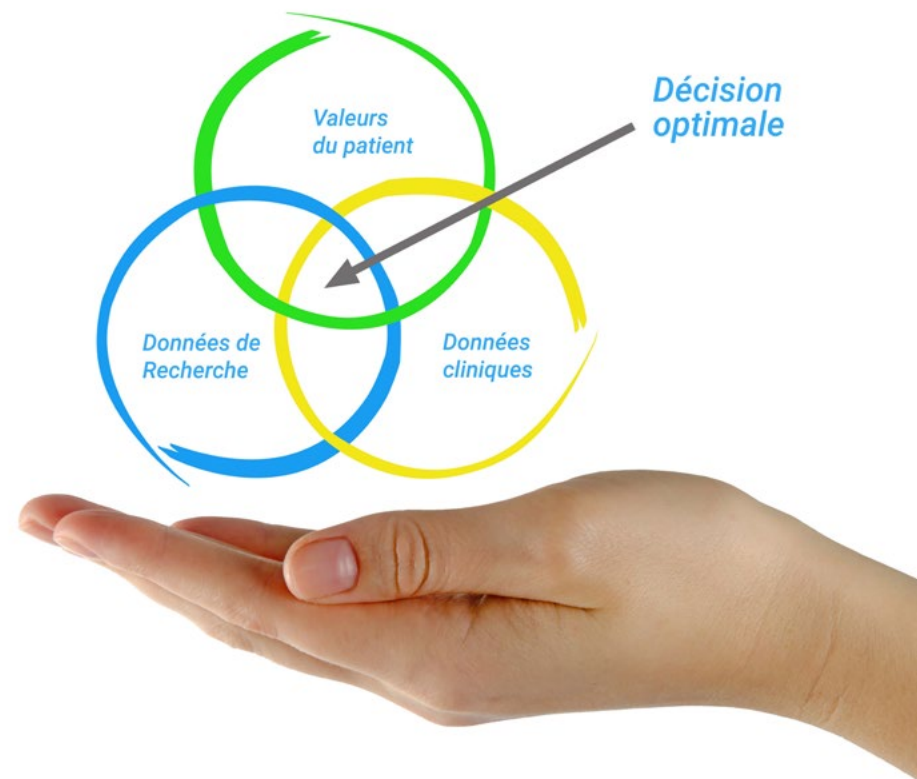 Valeurs
du patient
Décision
optimale
Données de
Recherche
Données
cliniques